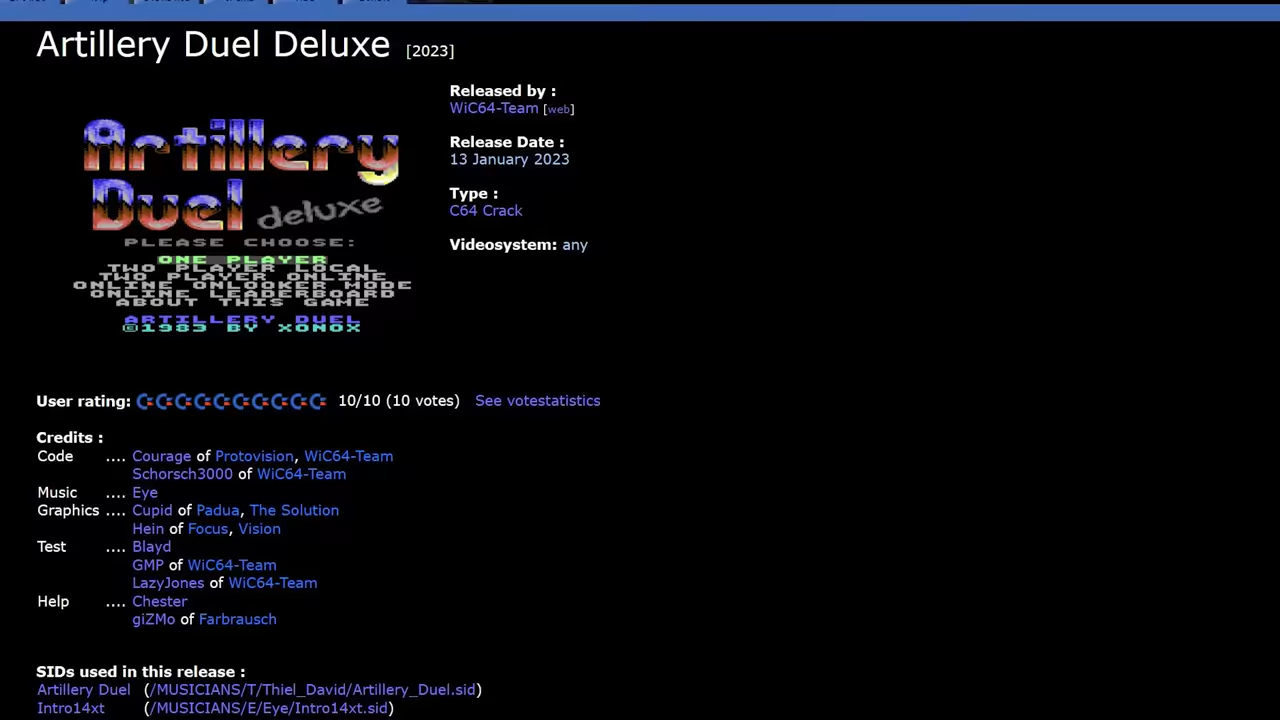 Artillery Duel Deluxe [2023]
Artillery
Duel deluxe
PLEASE CHOOSE:
ONE PLAYER
TWO PLAYER LOCAL
TWO PLAYER ONLINE
ONLINE ONLOOKER MODE
ONLINE LEADERBOARD
ABOUT THIS GAME
ARTILLERY DUEL
©1983 BY XONOX
Released by :
WiC64-Team [web]
Release Date :
13 January 2023
Type :
C64 Crack
Videosystem: any
User rating: 10/10 (10 votes) See votestatistics
Credits :
Code .... Courage of Protovision, WiC64-Team
Schorsch3000 of WiC64-Team
Music .... Eye
Graphics .... Cupid of Padua, The Solution
Hein of Focus, Vision
Test .... Blayd
GMP of WiC64-Team
LazyJones of WiC64-Team
Help .... Chester
giZMo of Farbrausch
SIDs used in this release :
Artillery Duel (/MUSICIANS/T/Thiel_David/Artillery_Duel.sid)
Intro14xt (/MUSICIANS/E/Eye/Intro14xt.sid)